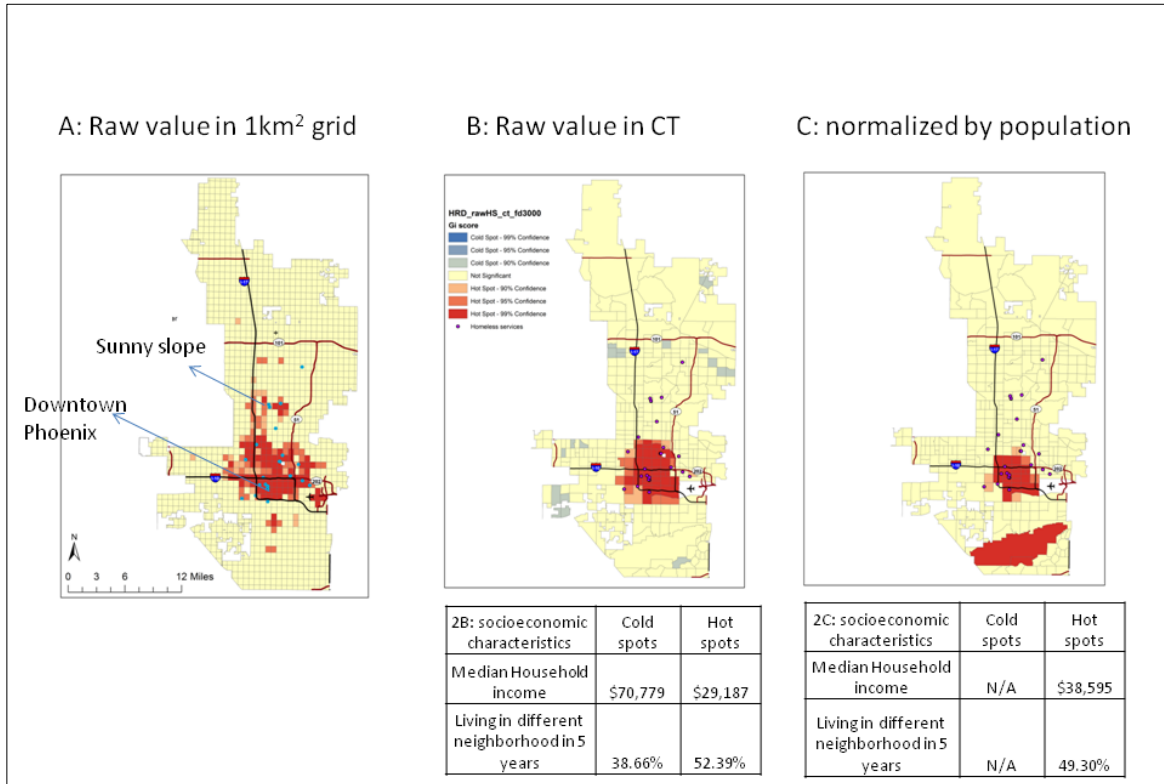 A: Raw value in 1km² grid
B: Raw value in CT
C: normalized by population
Sunny slope
Downtown
Phoenix
N
0 3 6 12 Miles
HRD_rawHS_ct_fd3000
Gi score
Cold Spot - 99% Confidence
Cold Spot - 95% Confidence
Cold Spot - 90% Confidence
Not Significant
Hot Spot - 90% Confidence
Hot Spot - 95% Confidence
Hot Spot - 99% Confidence
Homeless services
2B: socioeconomic characteristics Cold spots Hot spots
Median Household income $70,779 $29,187
Living in different neighborhood in 5 years 38.66% 52.39%
2C: socioeconomic characteristics Cold spots Hot spots
Median Household income N/A $38,595
Living in different neighborhood in 5 years N/A 49.30%